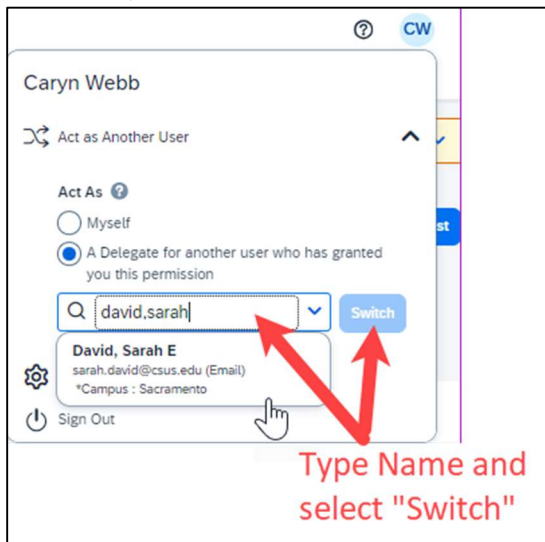 CW
Caryn Webb
Act as Another User
Act As
Myself
st
A Delegate for another user who has granted
you this permission
david,sarah
Switch
David, Sarah E
sarah.david@csus.edu (Email)
*Campus : Sacramento
Sign Out
Type Name and
select "Switch"